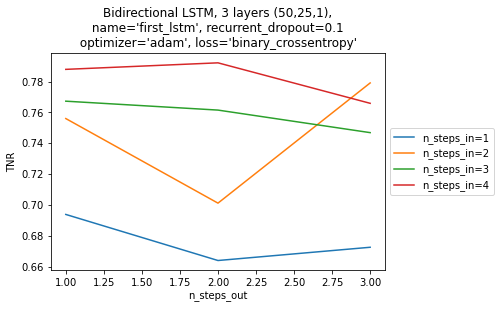 Bidirectional LSTM, 3 layers (50,25,1),
name='first_lstm', recurrent_dropout=0.1
optimizer='adam', loss='binary_crossentropy'
TNR
0.78
0.76
0.74
0.72
0.70
0.68
0.66
1.00 1.25 1.50 1.75 2.00 2.25 2.50 2.75 3.00
n_steps_out
n_steps_in=1
n_steps_in=2
n_steps_in=3
n_steps_in=4